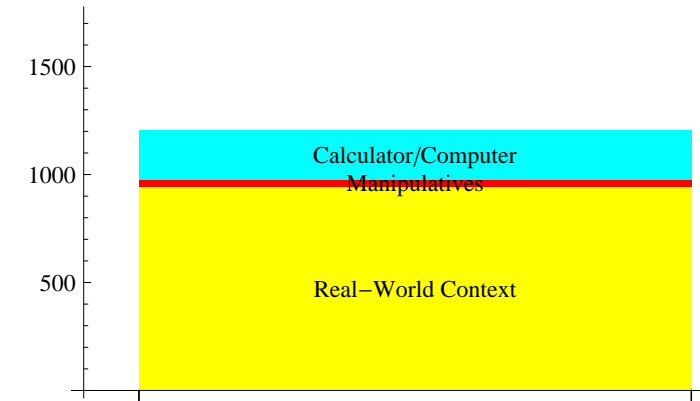 1500
Calculator/Computer
1000
Manipulatives
500
Real−World Context